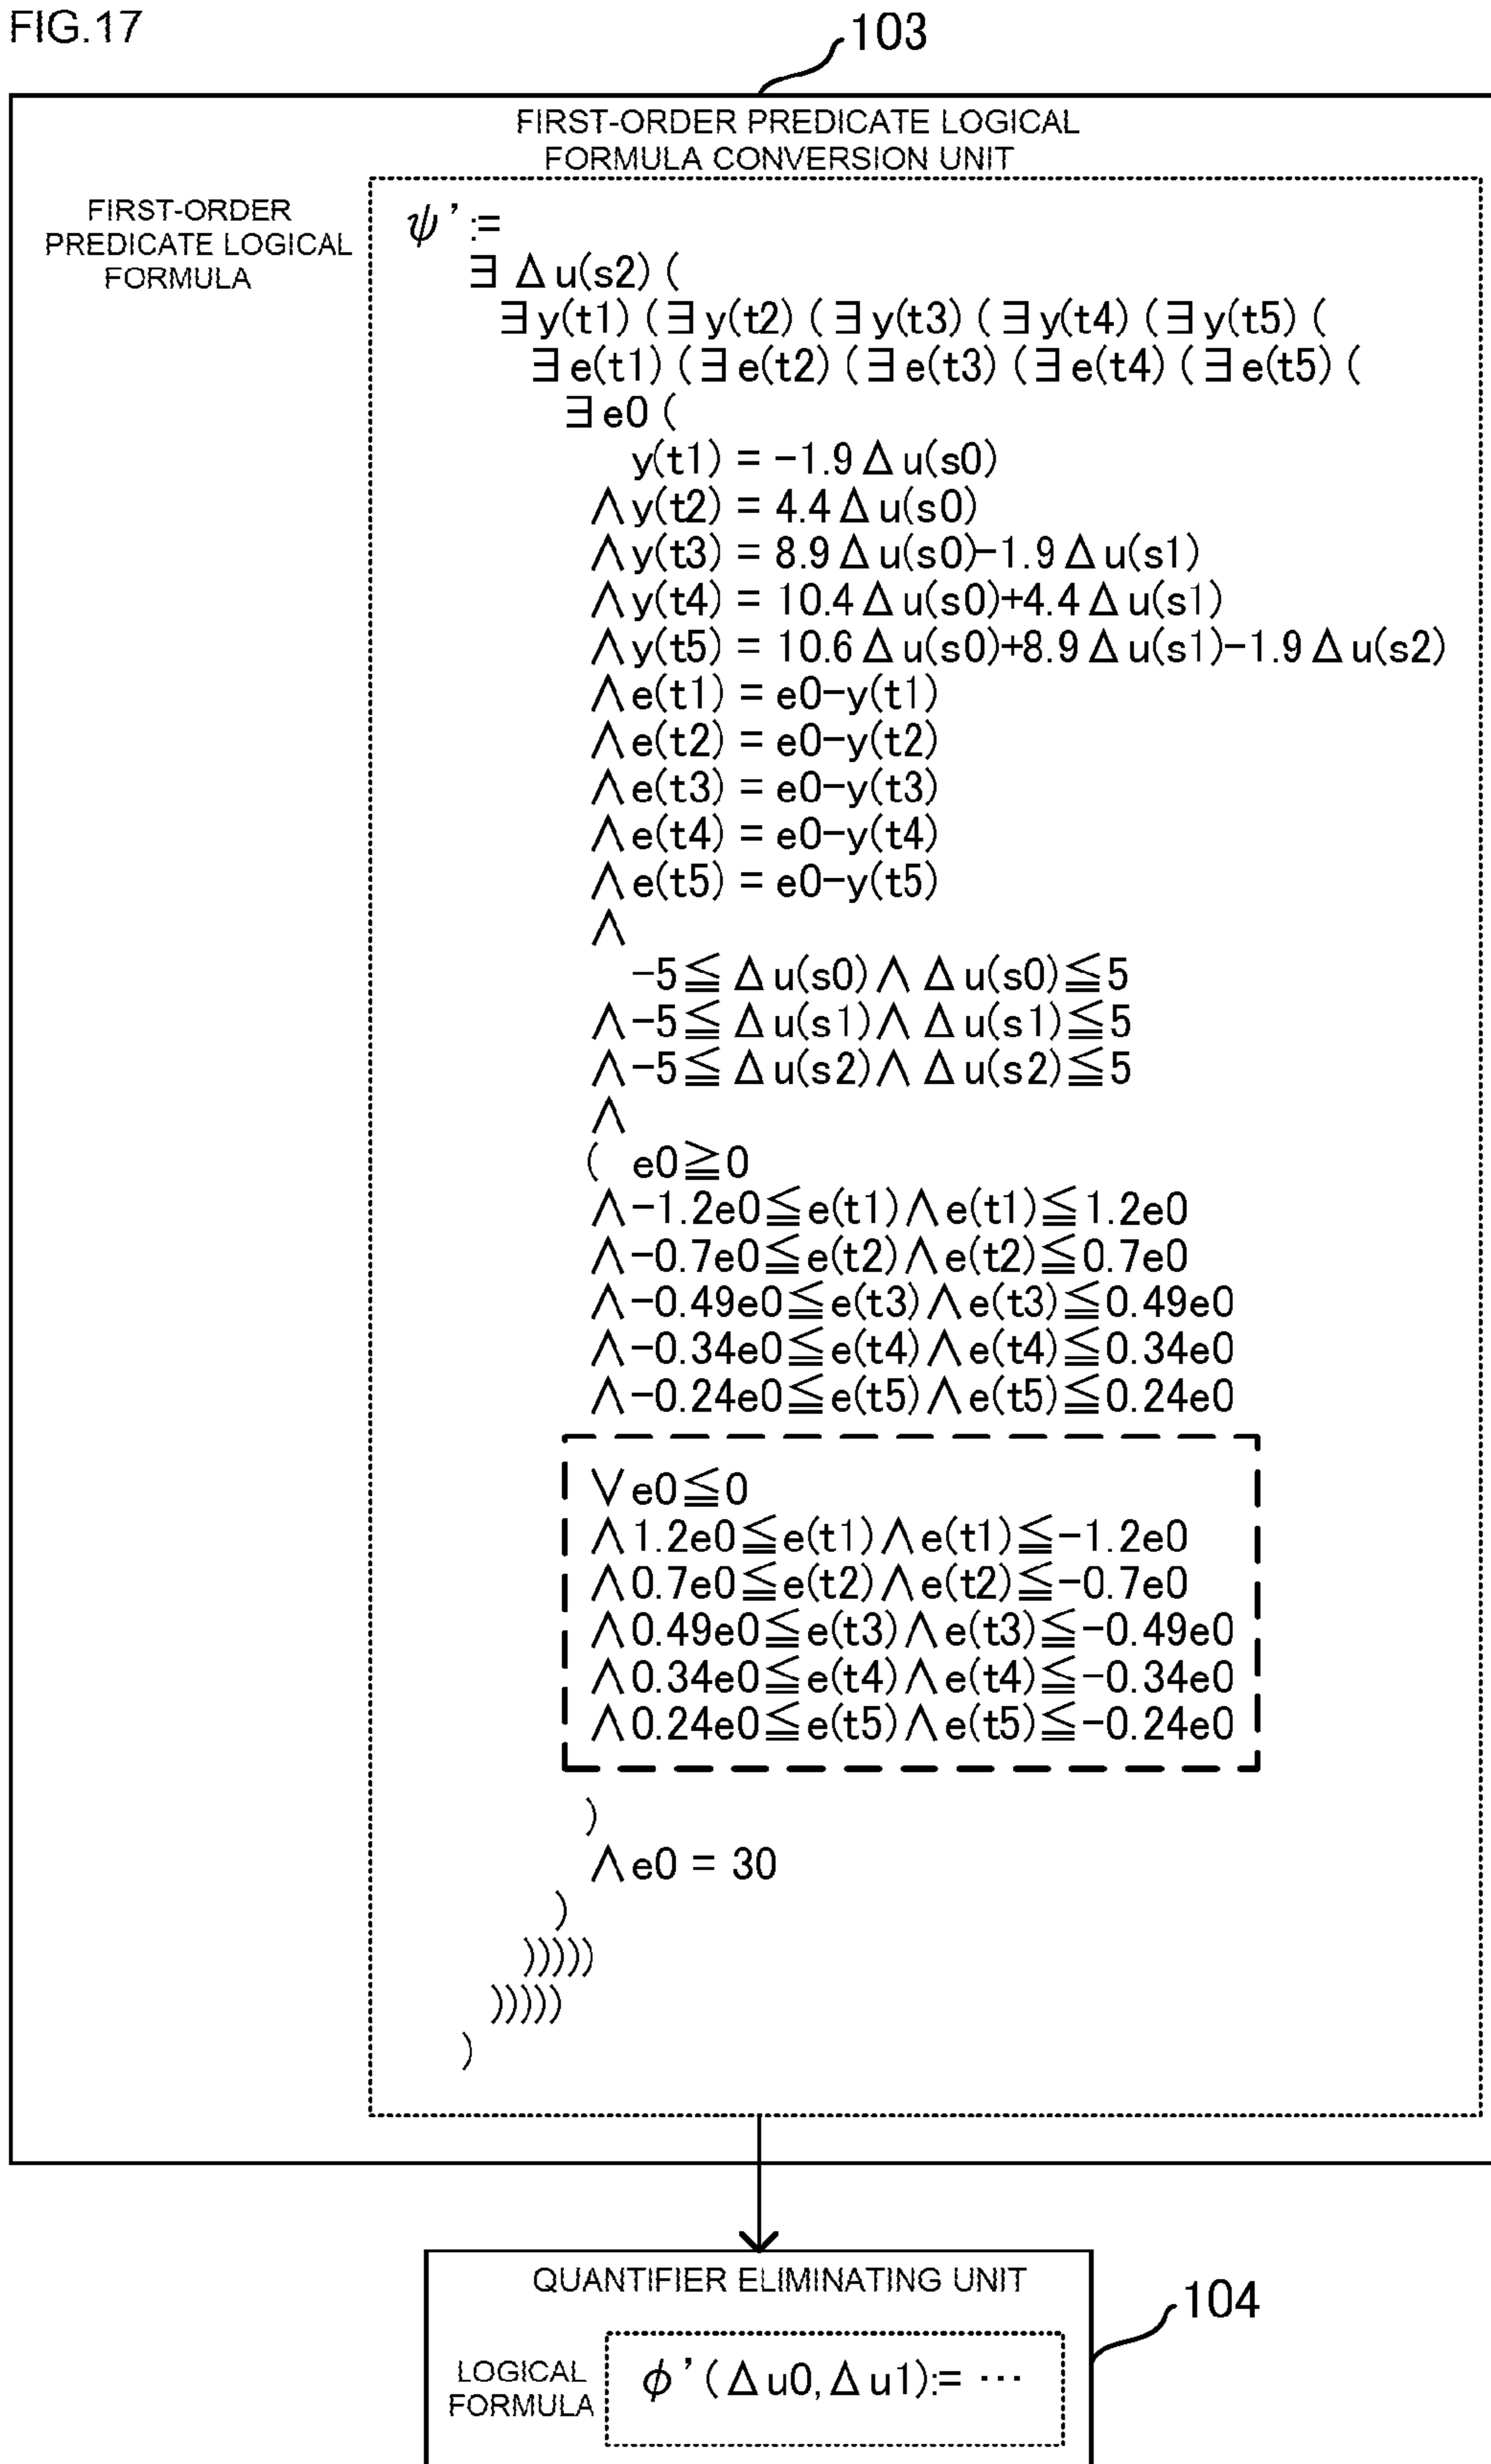 FIG.17
103
FIRST-ORDER PREDICATE LOGICAL
FORMULA CONVERSION UNIT
FIRST-ORDER
PREDICATE LOGICAL
FORMULA
ψ’:=
∃Δu(s2)(
∃y(t1)(∃y(t2)(∃y(t3)(∃y(t4)(∃y(t5)(
∃e(t1)(∃e(t2)(∃e(t3)(∃e(t4)(∃e(t5)(
∃e0(
y(t1) = -1.9Δu(s0)
∧y(t2) = 4.4Δu(s0)
∧y(t3) = 8.9Δu(s0)-1.9Δu(s1)
∧y(t4) = 10.4Δu(s0)+4.4Δu(s1)
∧y(t5) = 10.6Δu(s0)+8.9Δu(s1)-1.9Δu(s2)
∧e(t1) = e0-y(t1)
∧e(t2) = e0-y(t2)
∧e(t3) = e0-y(t3)
∧e(t4) = e0-y(t4)
∧e(t5) = e0-y(t5)
∧
-5≦Δu(s0)∧Δu(s0)≦5
∧-5≦Δu(s1)∧Δu(s1)≦5
∧-5≦Δu(s2)∧Δu(s2)≦5
∧
( e0≧0
∧-1.2e0≦e(t1)∧e(t1)≦1.2e0
∧-0.7e0≦e(t2)∧e(t2)≦0.7e0
∧-0.49e0≦e(t3)∧e(t3)≦0.49e0
∧-0.34e0≦e(t4)∧e(t4)≦0.34e0
∧-0.24e0≦e(t5)∧e(t5)≦0.24e0
∨e0≦0
∧1.2e0≦e(t1)∧e(t1)≦-1.2e0
∧0.7e0≦e(t2)∧e(t2)≦-0.7e0
∧0.49e0≦e(t3)∧e(t3)≦-0.49e0
∧0.34e0≦e(t4)∧e(t4)≦-0.34e0
∧0.24e0≦e(t5)∧e(t5)≦-0.24e0
)
∧e0 = 30
)
)))))
)))))
)
QUANTIFIER ELIMINATING UNIT
104
LOGICAL
FORMULA
φ’(Δu0,Δu1):= ⋯